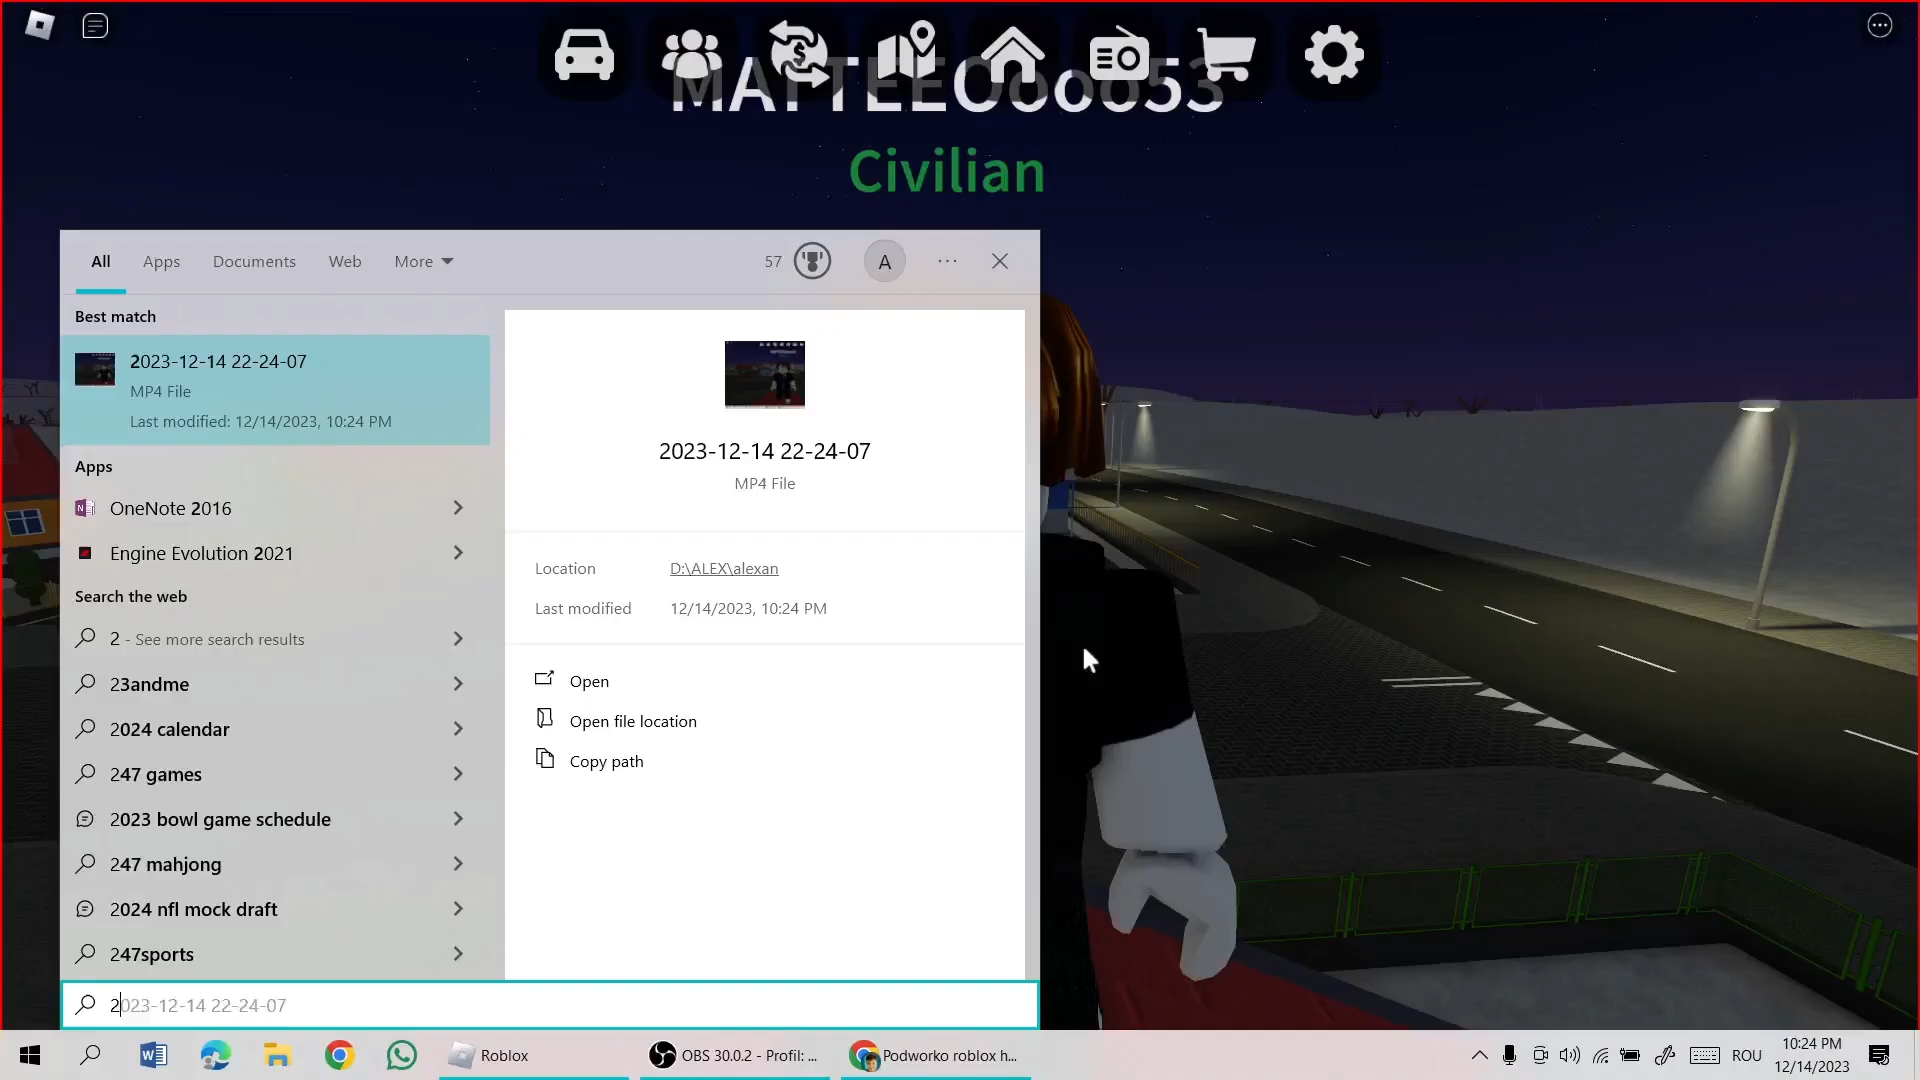 MATTEEOooo53
Civilian
All
Apps
Documents
Web
More
57
A
Best match
2023-12-14 22-24-07
MP4 File
Last modified: 12/14/2023, 10:24 PM
Apps
OneNote 2016
Engine Evolution 2021
Search the web
2 - See more search results
23andme
2024 calendar
247 games
2023 bowl game schedule
247 mahjong
2024 nfl mock draft
247sports
2023-12-14 22-24-07
MP4 File
Location D:\ALEX\alexan
Last modified 12/14/2023, 10:24 PM
Open
Open file location
Copy path
2023-12-14 22-24-07
Roblox
OBS 30.0.2 - Profil: ...
Podworko roblox h...
ROU
10:24 PM
12/14/2023